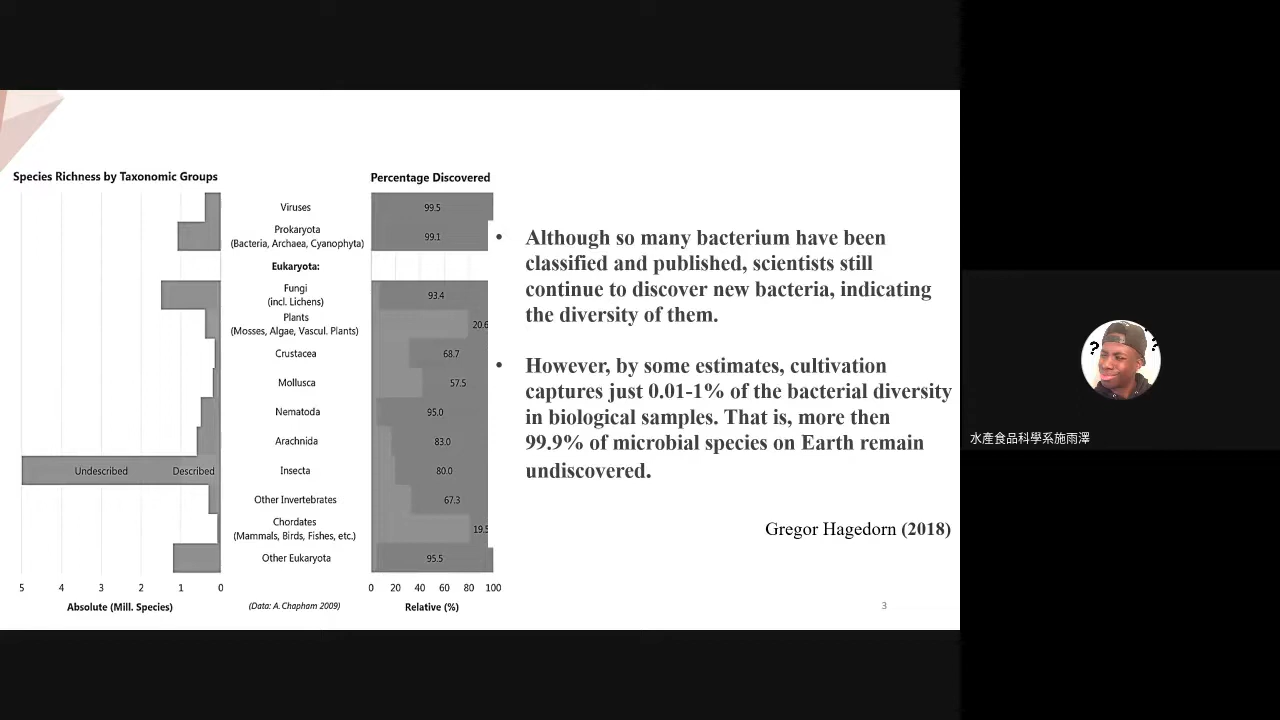 Species Richness by Taxonomic Groups
Percentage Discovered
Viruses
99.5
Prokaryota
(Bacteria, Archaea, Cyanophyta)
99.1
Eukaryota:
Fungi
(incl. Lichens)
93.4
Plants
(Mosses, Algae, Vascul. Plants)
20.6
Crustacea
68.7
Mollusca
57.5
Nematoda
95.0
Arachnida
83.0
Undescribed
Described
Insecta
80.0
Other Invertebrates
67.3
Chordates
(Mammals, Birds, Fishes, etc.)
19.5
Other Eukaryota
95.5
5 4 3 2 1 0
0 20 40 60 80 100
Absolute (Mill. Species)
(Data: A. Chapham 2009)
Relative (%)
• Although so many bacterium have been
classified and published, scientists still
continue to discover new bacteria, indicating
the diversity of them.
• However, by some estimates, cultivation
captures just 0.01-1% of the bacterial diversity
in biological samples. That is, more then
99.9% of microbial species on Earth remain
undiscovered.
Gregor Hagedorn (2018)
3
? ?
水產食品科學系施雨澤